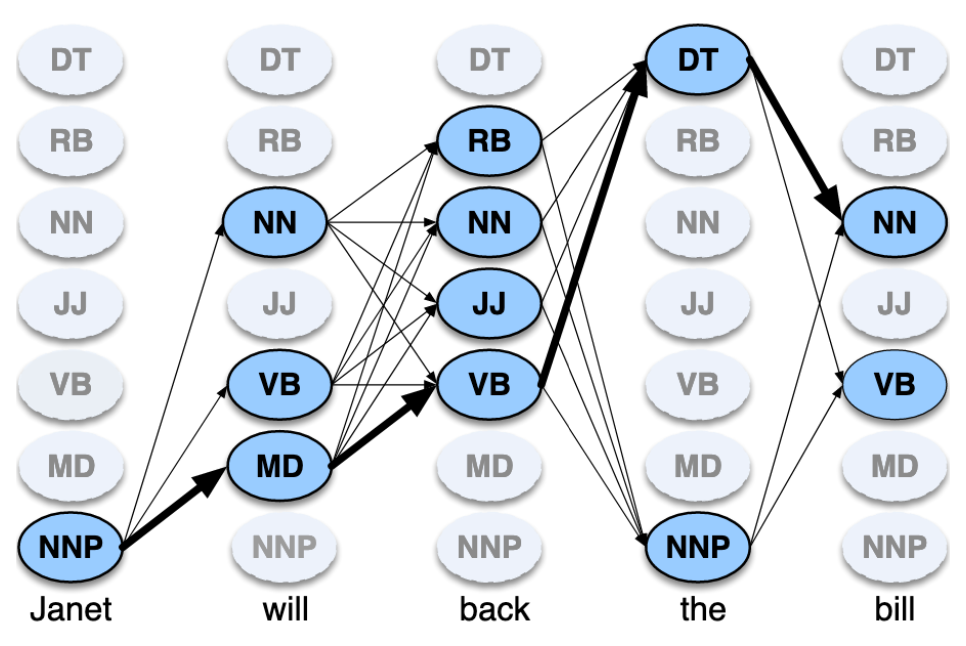 DT DT DT DT DT
RB RB RB RB RB
NN NN NN NN NN
JJ JJ JJ JJ JJ
VB VB VB VB VB
MD MD MD MD MD
NNP NNP NNP NNP NNP
Janet will back the bill